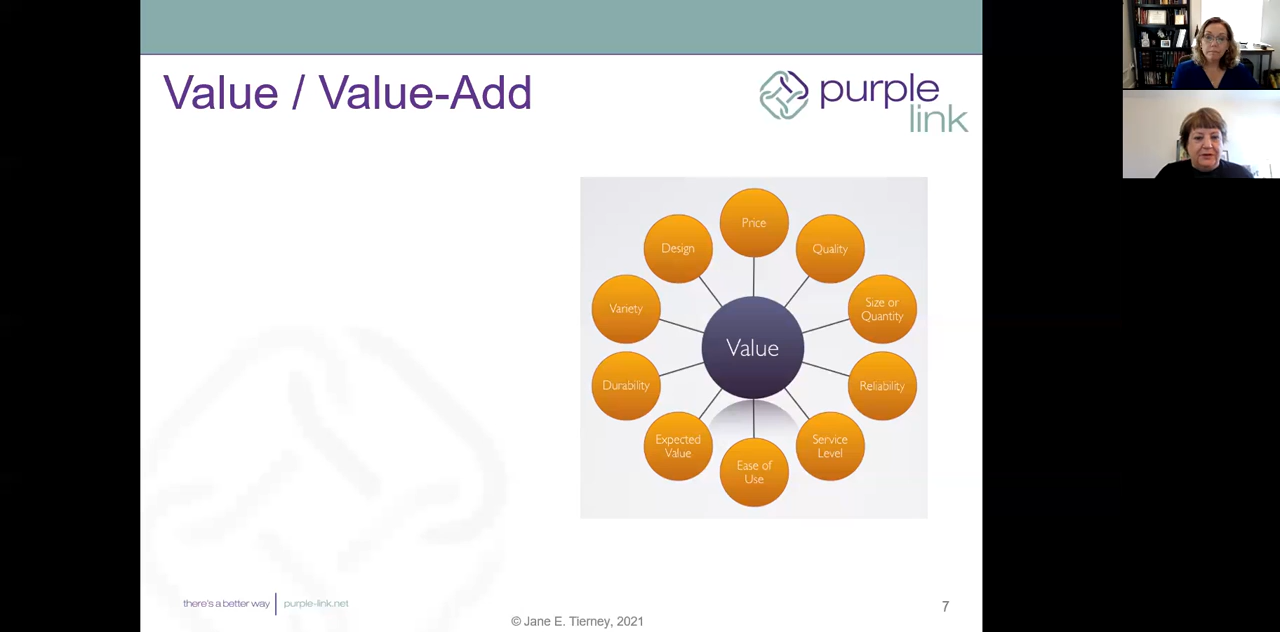 Value / Value-Add
purple
link
Price
Design
Quality
Variety
Size or
Quantity
Value
Durability
Reliability
Expected
Value
Service
Level
Ease of
Use
there's a better way
purple-link.net
7
© Jane E. Tierney, 2021